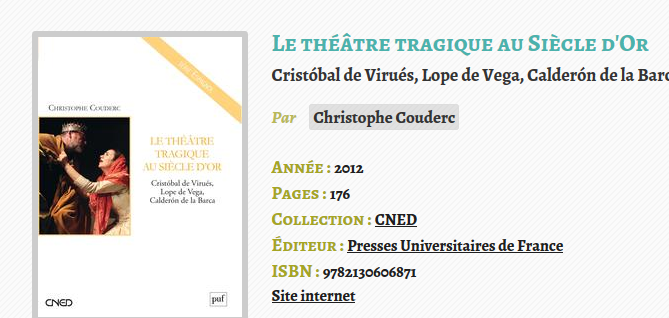 CHRISTOPHE COUDERC
LE THÉÂTRE
TRAGIQUE
AU SIÈCLE D'OR
Cristóbal de Virués,
Lope de Vega,
Calderón de la Barca
CNED
puf
LE THÉÂTRE TRAGIQUE AU SIÈCLE D'OR
Cristóbal de Virués, Lope de Vega, Calderón de la Barc
Par Christophe Couderc
ANNÉE : 2012
PAGES : 176
COLLECTION : CNED
ÉDITEUR : Presses Universitaires de France
ISBN : 9782130606871
Site internet